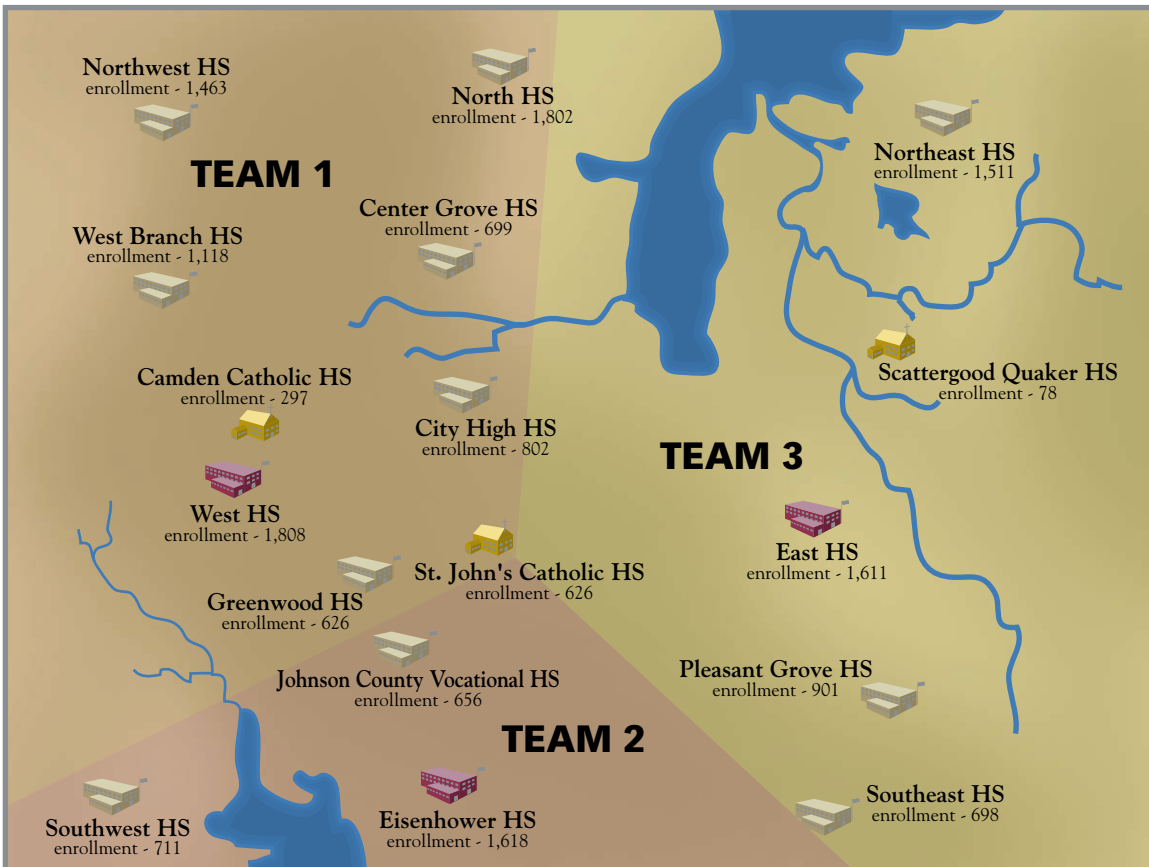 Northwest HS
enrollment - 1,463
North HS
enrollment - 1,802
Northeast HS
enrollment - 1,511
TEAM 1
Center Grove HS
enrollment - 699
West Branch HS
enrollment - 1,118
Camden Catholic HS
enrollment - 297
Scattergood Quaker HS
enrollment - 78
City High HS
enrollment - 802
TEAM 3
West HS
enrollment - 1,808
East HS
enrollment - 1,611
St. John's Catholic HS
enrollment - 626
Greenwood HS
enrollment - 626
Johnson County Vocational HS
enrollment - 656
Pleasant Grove HS
enrollment - 901
TEAM 2
Southwest HS
enrollment - 711
Eisenhower HS
enrollment - 1,618
Southeast HS
enrollment - 698